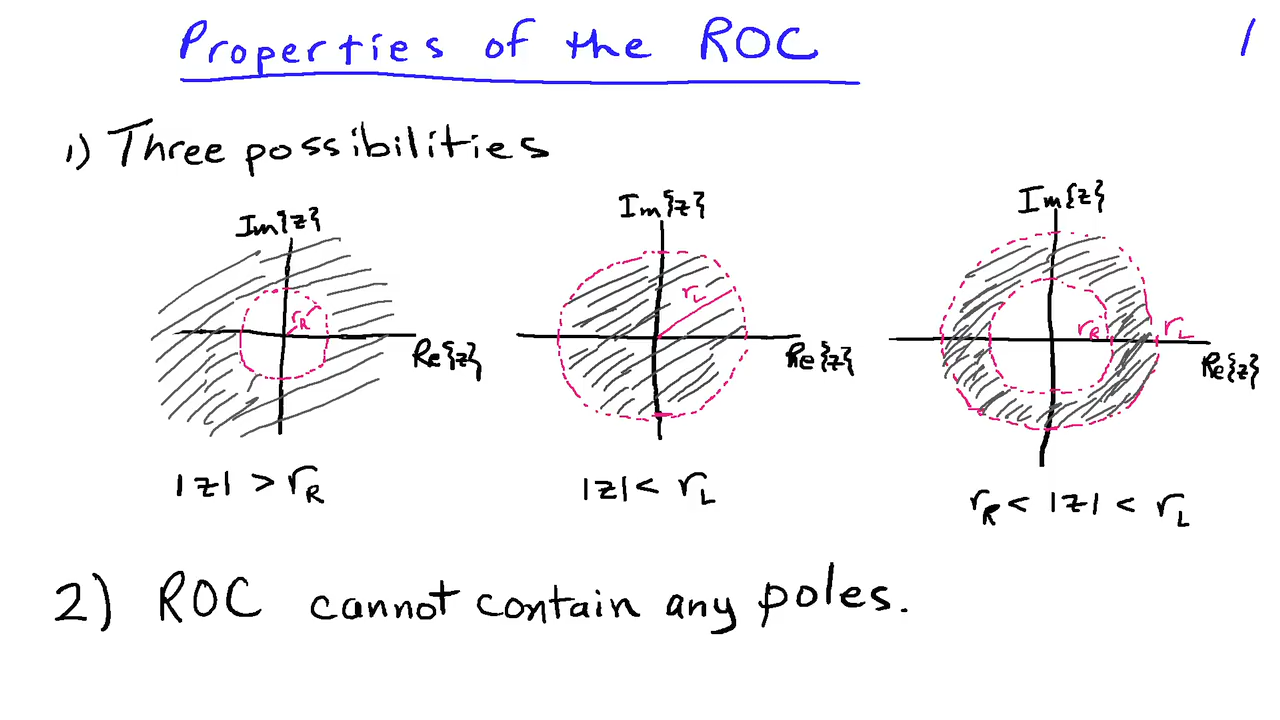 Properties of the ROC 1
1) Three possibilities
Im{z} Im{z} Im{z}
rR rL rR rL
Re{z} Re{z} Re{z}
|z| > rR |z| < rL rR < |z| < rL
2) ROC cannot contain any poles.